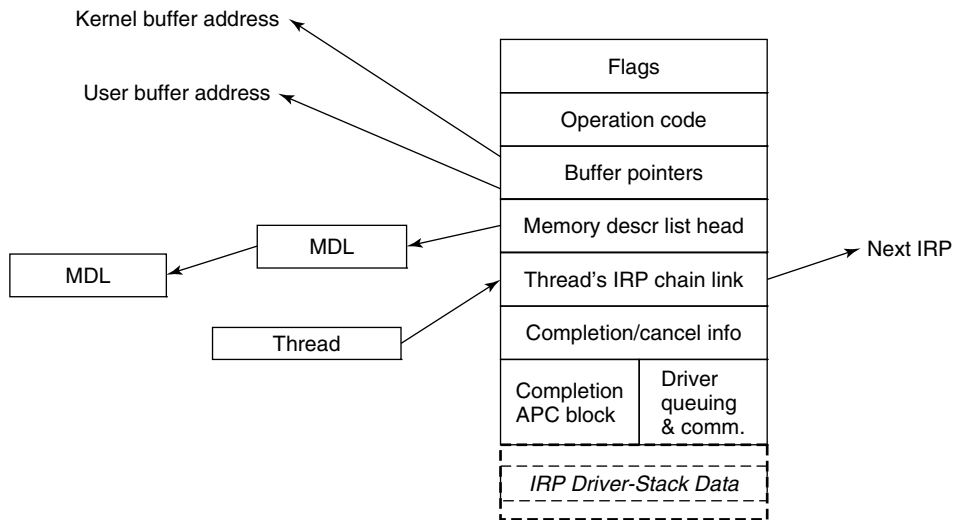 Kernel buffer address
User buffer address
Flags
Operation code
Buffer pointers
Memory descr list head
MDL
MDL
Thread's IRP chain link
Next IRP
Thread
Completion/cancel info
Completion
APC block
Driver
queuing
& comm.
IRP Driver-Stack Data